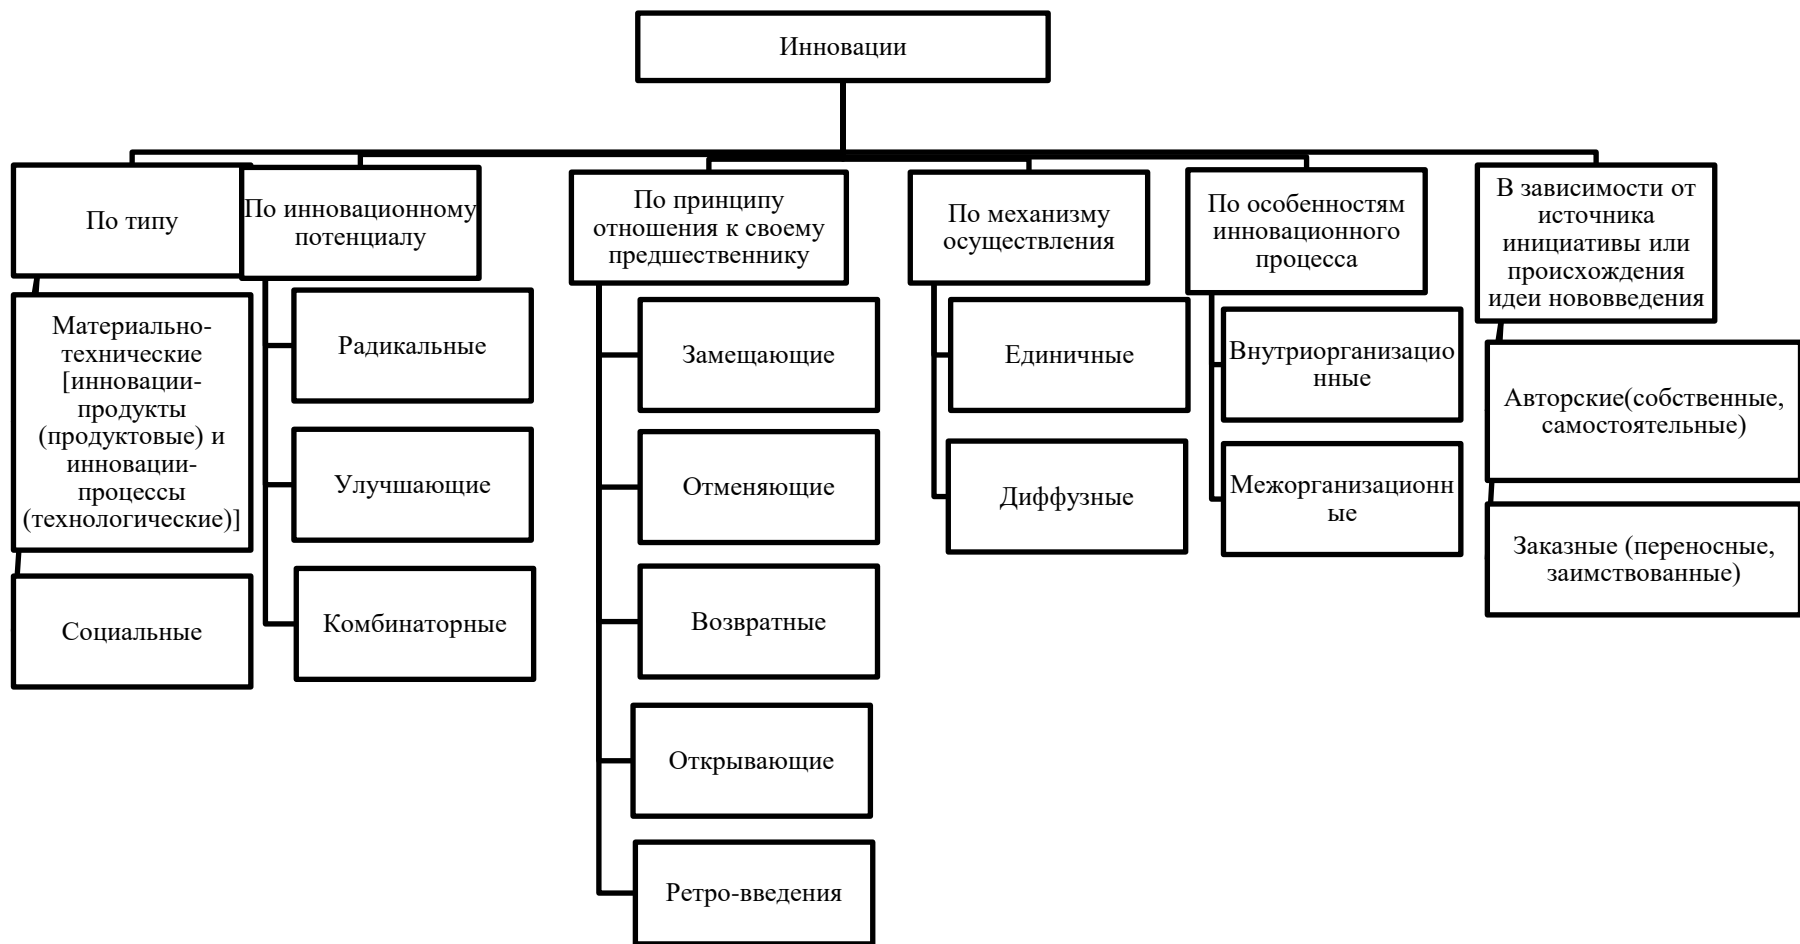 Инновации
По типу
По инновационному
потенциалу
По принципу
отношения к своему
предшественнику
По механизму
осуществления
По особенностям
инновационного
процесса
В зависимости от
источника
инициативы или
происхождения
идеи нововведения
Материально-
технические
[инновации-
продукты
(продуктовые) и
инновации-
процессы
(технологические)]
Социальные
Радикальные
Улучшающие
Комбинаторные
Замещающие
Отменяющие
Возвратные
Открывающие
Ретро-введения
Единичные
Диффузные
Внутриорганизацио
нные
Межорганизационн
ые
Авторские(собственные,
самостоятельные)
Заказные (переносные,
заимствованные)